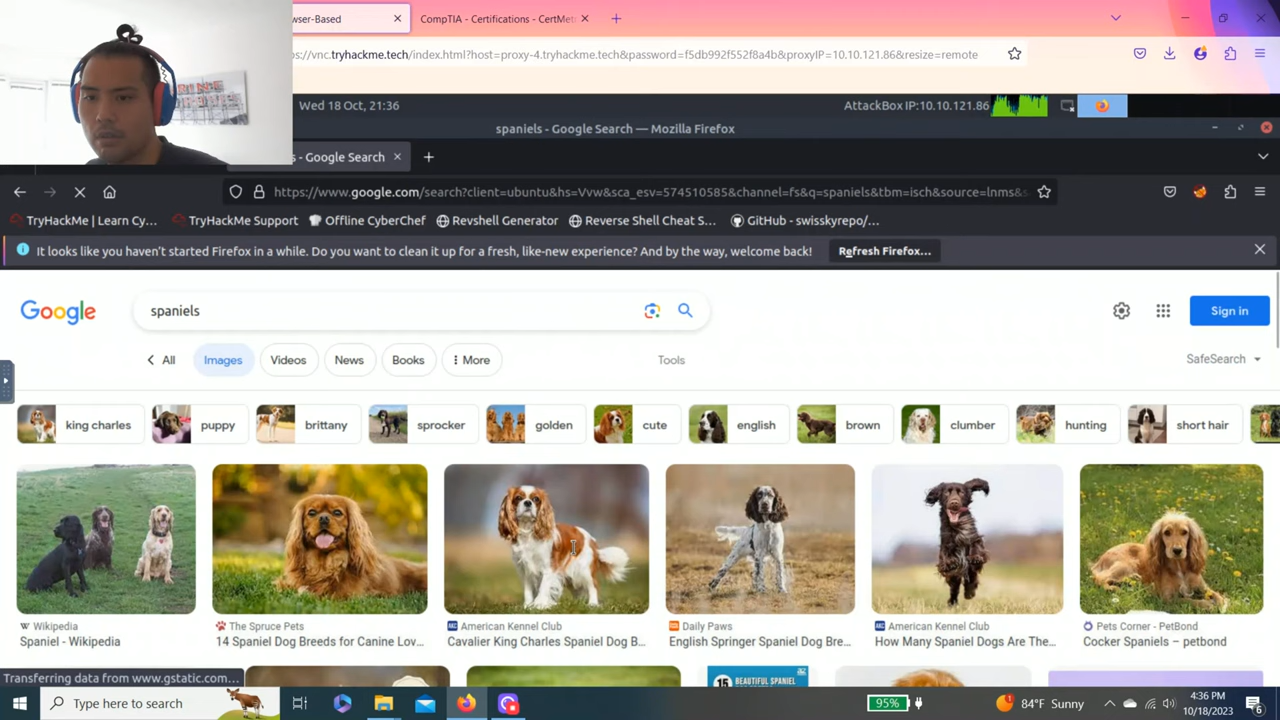 wser-Based
CompTIA - Certifications - CertMet
s://vnc.tryhackme.tech/index.html?host=proxy-4.tryhackme.tech&password=f5db992f552f8a4b&proxyIP=10.10.121.86&resize=remote
Wed 18 Oct, 21:36
AttackBox IP:10.10.121.86
spaniels - Google Search — Mozilla Firefox
s - Google Search
https://www.google.com/search?client=ubuntu&hs=Vvw&sca_esv=574510585&channel=fs&q=spaniels&tbm=isch&source=lnms&s
TryHackMe | Learn Cy...
TryHackMe Support
Offline CyberChef
Revshell Generator
Reverse Shell Cheat S...
GitHub - swisskyrepo/...
It looks like you haven't started Firefox in a while. Do you want to clean it up for a fresh, like-new experience? And by the way, welcome back!
Refresh Firefox...
Google
spaniels
Sign in
All
Images
Videos
News
Books
More
Tools
SafeSearch
king charles
puppy
brittany
sprocker
golden
cute
english
brown
clumber
hunting
short hair
Wikipedia
Spaniel - Wikipedia
The Spruce Pets
14 Spaniel Dog Breeds for Canine Lov...
American Kennel Club
Cavalier King Charles Spaniel Dog B...
Daily Paws
English Springer Spaniel Dog Bre...
American Kennel Club
How Many Spaniel Dogs Are The...
Pets Corner - PetBond
Cocker Spaniels – petbond
Transferring data from www.gstatic.com...
15 BEAUTIFUL SPANIEL
Type here to search
95%
84°F Sunny
4:36 PM
10/18/2023
6